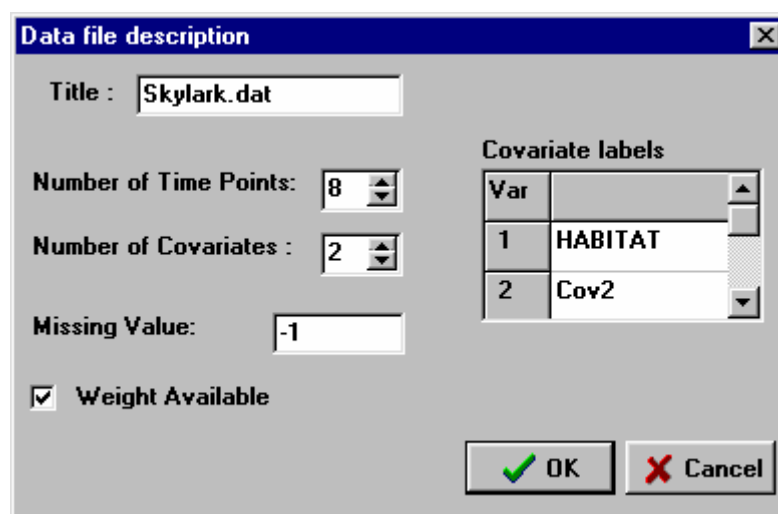 Data file description
Title : Skylark.dat
Number of Time Points: 8
Number of Covariates : 2
Missing Value: -1
Weight Available
Covariate labels
Var
1 HABITAT
2 Cov2
OK Cancel